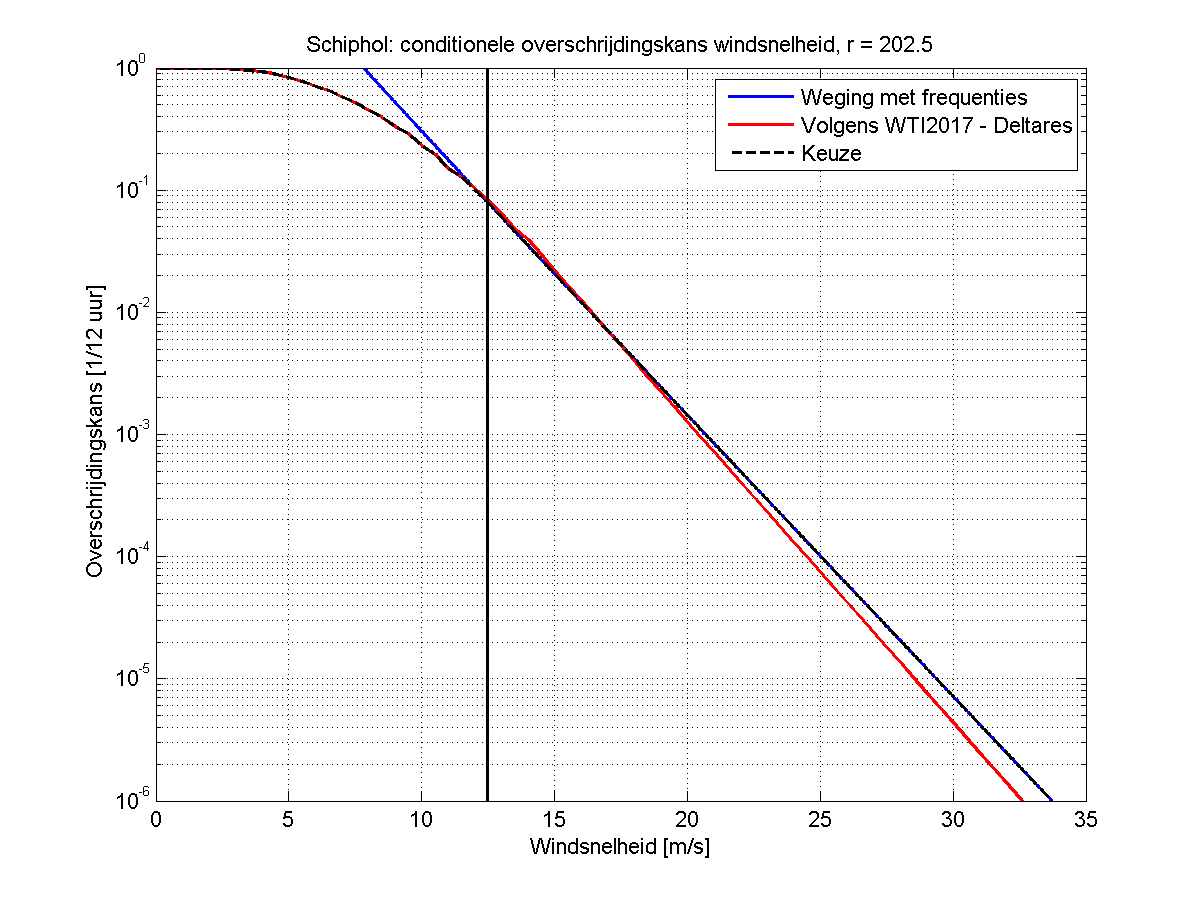 Schiphol: conditionele overschrijdingskans windsnelheid, r = 202.5
Weging met frequenties
Volgens WTI2017 - Deltares
Keuze
Overschrijdingskans [1/12 uur]
10^0
10^-1
10^-2
10^-3
10^-4
10^-5
10^-6
0 5 10 15 20 25 30 35
Windsnelheid [m/s]